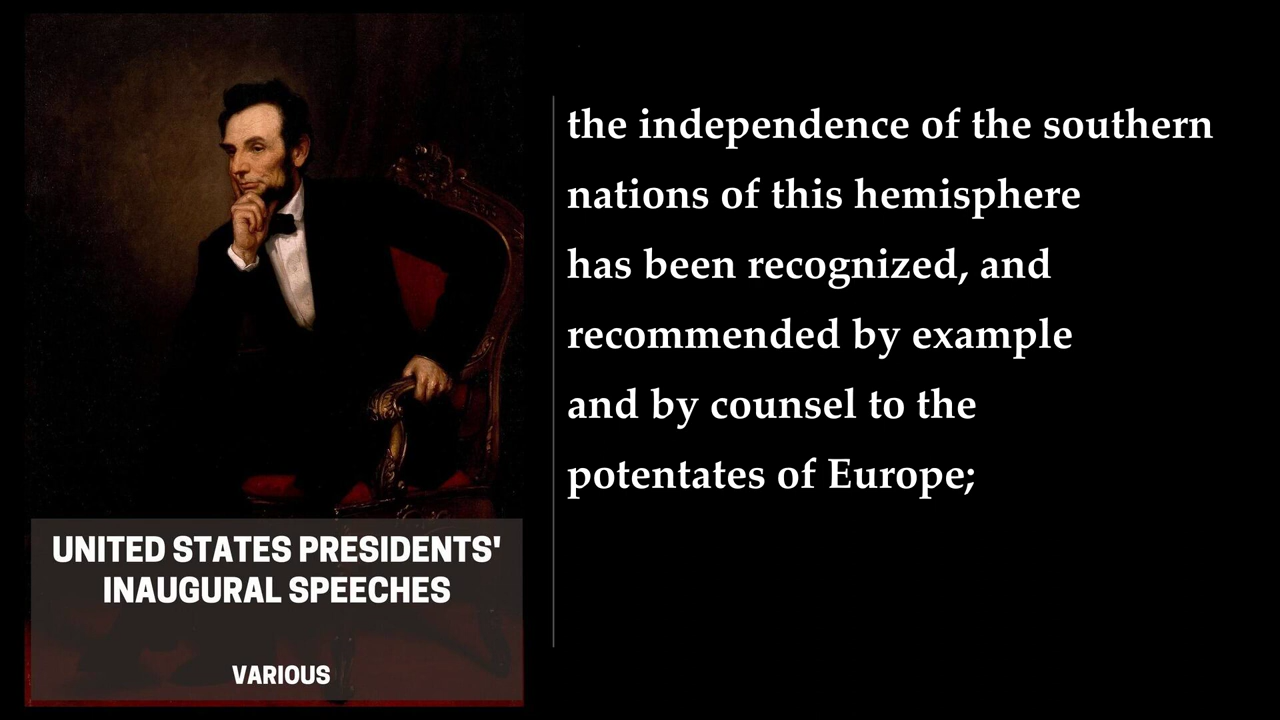 the independence of the southern
nations of this hemisphere
has been recognized, and
recommended by example
and by counsel to the
potentates of Europe;
UNITED STATES PRESIDENTS'
INAUGURAL SPEECHES
VARIOUS